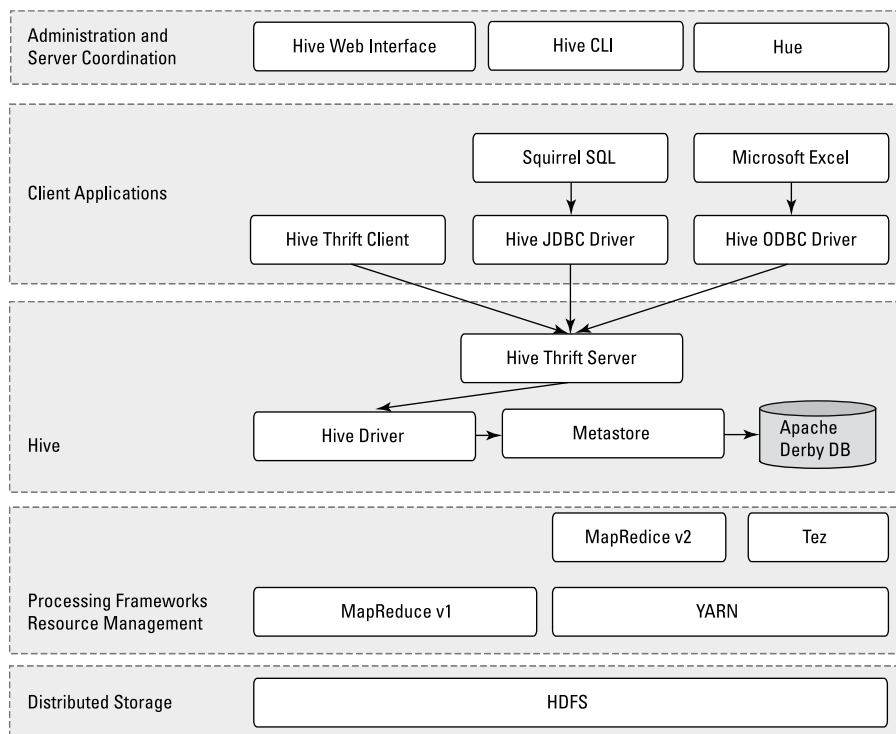 Administration and
Server Coordination
Hive Web Interface
Hive CLI
Hue
Client Applications
Squirrel SQL
Microsoft Excel
Hive Thrift Client
Hive JDBC Driver
Hive ODBC Driver
Hive
Hive Thrift Server
Hive Driver
Metastore
Apache
Derby DB
Processing Frameworks
Resource Management
MapRedice v2
Tez
MapReduce v1
YARN
Distributed Storage
HDFS